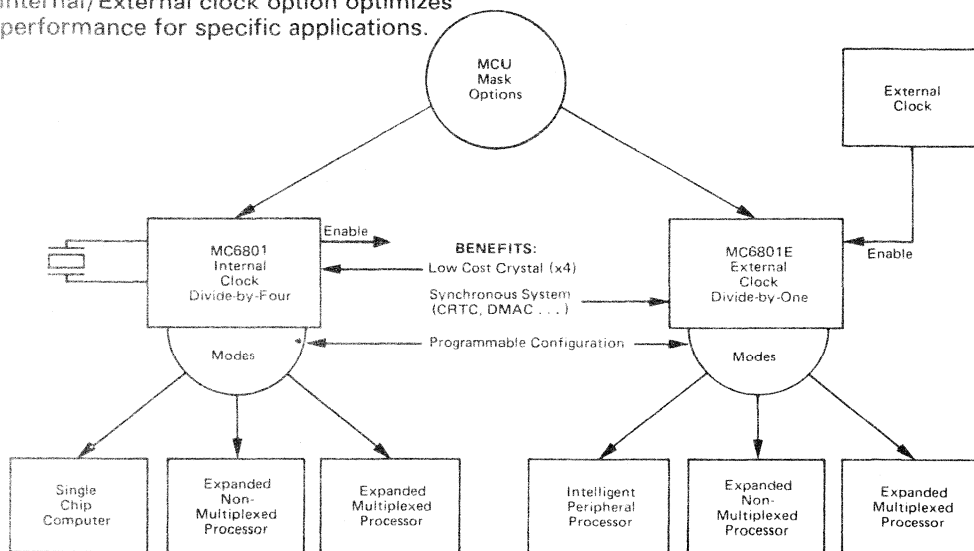 Internal/External clock option optimizes
performance for specific applications.
MCU
Mask
Options
External
Clock
Enable
MC6801
Internal
Clock
Divide-by-Four
BENEFITS:
Low Cost Crystal (x4)
Synchronous System
(CRTC, DMAC . . . )
Programmable Configuration
MC6801E
External
Clock
Divide-by-One
Enable
Modes
Modes
Single
Chip
Computer
Expanded
Non-
Multiplexed
Processor
Expanded
Multiplexed
Processor
Intelligent
Peripheral
Processor
Expanded
Non-
Multiplexed
Processor
Expanded
Multiplexed
Processor